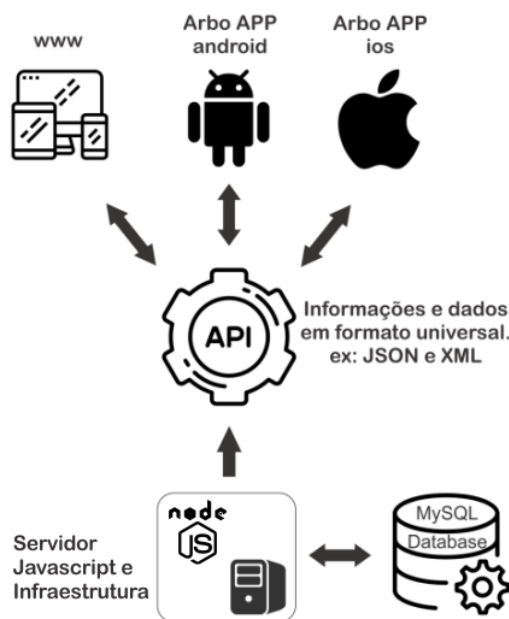 www
Arbo APP
android
Arbo APP
ios
API
Informações e dados
em formato universal.
ex: JSON e XML
node
JS
Servidor
Javascript e
Infraestrutura
MySQL
Database